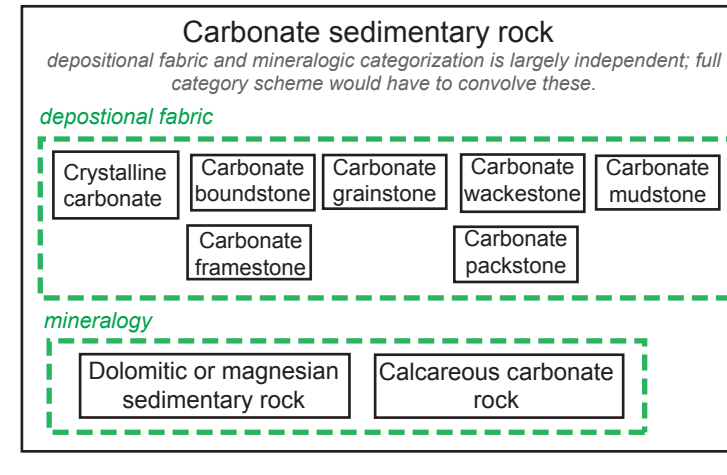 Carbonate sedimentary rock
depositional fabric and mineralogic categorization is largely independent; full
category scheme would have to convolve these.
depostional fabric
Crystalline
carbonate
Carbonate
boundstone
Carbonate
grainstone
Carbonate
wackestone
Carbonate
mudstone
Carbonate
framestone
Carbonate
packstone
mineralogy
Dolomitic or magnesian
sedimentary rock
Calcareous carbonate
rock